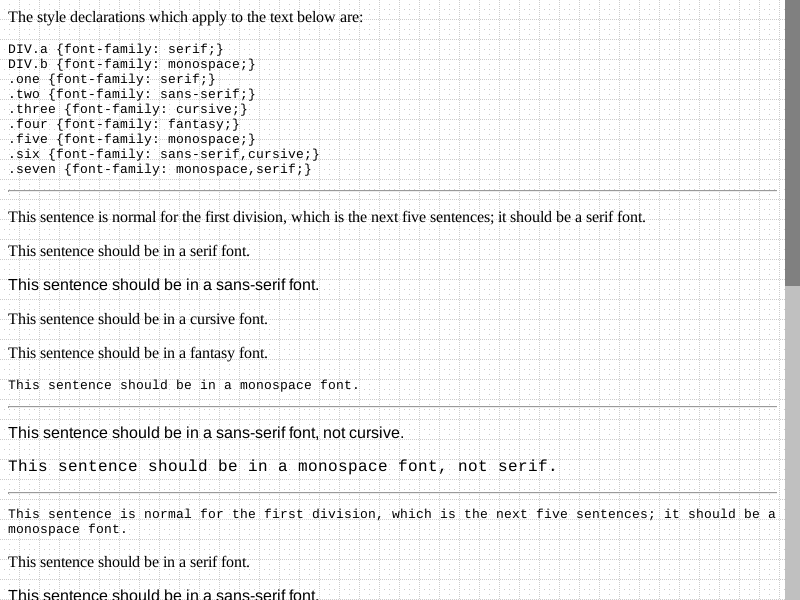 The style declarations which apply to the text below are:
DIV.a {font-family: serif;}
DIV.b {font-family: monospace;}
.one {font-family: serif;}
.two {font-family: sans-serif;}
.three {font-family: cursive;}
.four {font-family: fantasy;}
.five {font-family: monospace;}
.six {font-family: sans-serif,cursive;}
.seven {font-family: monospace,serif;}
This sentence is normal for the first division, which is the next five sentences; it should be a serif font.
This sentence should be in a serif font.
This sentence should be in a sans-serif font.
This sentence should be in a cursive font.
This sentence should be in a fantasy font.
This sentence should be in a monospace font.
This sentence should be in a sans-serif font, not cursive.
This sentence should be in a monospace font, not serif.
This sentence is normal for the first division, which is the next five sentences; it should be a
monospace font.
This sentence should be in a serif font.
This sentence should be in a sans-serif font.